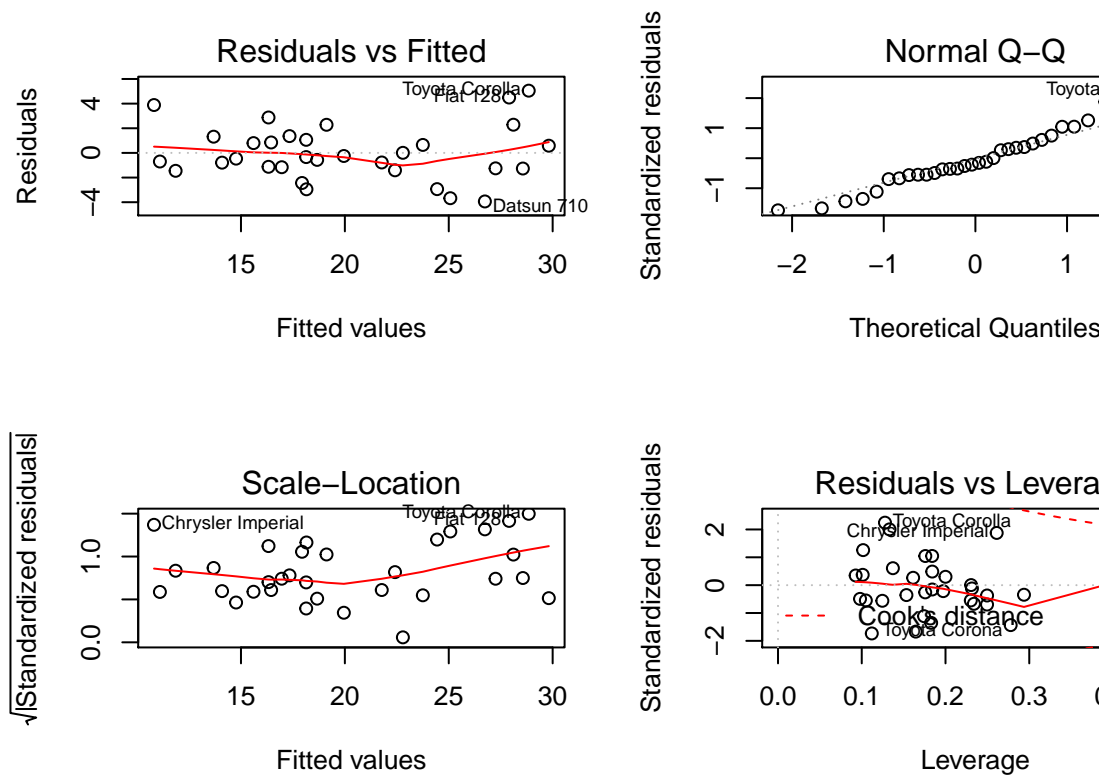 Residuals vs Fitted
Residuals
4
0
−4
Toyota Corolla
Fiat 128
Datsun 710
15 20 25 30
Fitted values
Normal Q−Q
Standardized residuals
1
−1
Toyota
−2 −1 0 1
Theoretical Quantiles
Scale−Location
√|Standardized residuals|
1.0
0.0
Chrysler Imperial
Toyota Corolla
Fiat 128
15 20 25 30
Fitted values
Residuals vs Levera
Standardized residuals
2
0
−2
Toyota Corolla
Chrysler Imperial
Cook's distance
Toyota Corona
0.0 0.1 0.2 0.3 0
Leverage